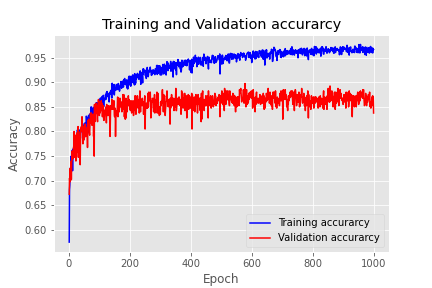 Training and Validation accurarcy
Accuracy
0.95
0.90
0.85
0.80
0.75
0.70
0.65
0.60
Training accurarcy
Validation accurarcy
0 200 400 600 800 1000
Epoch